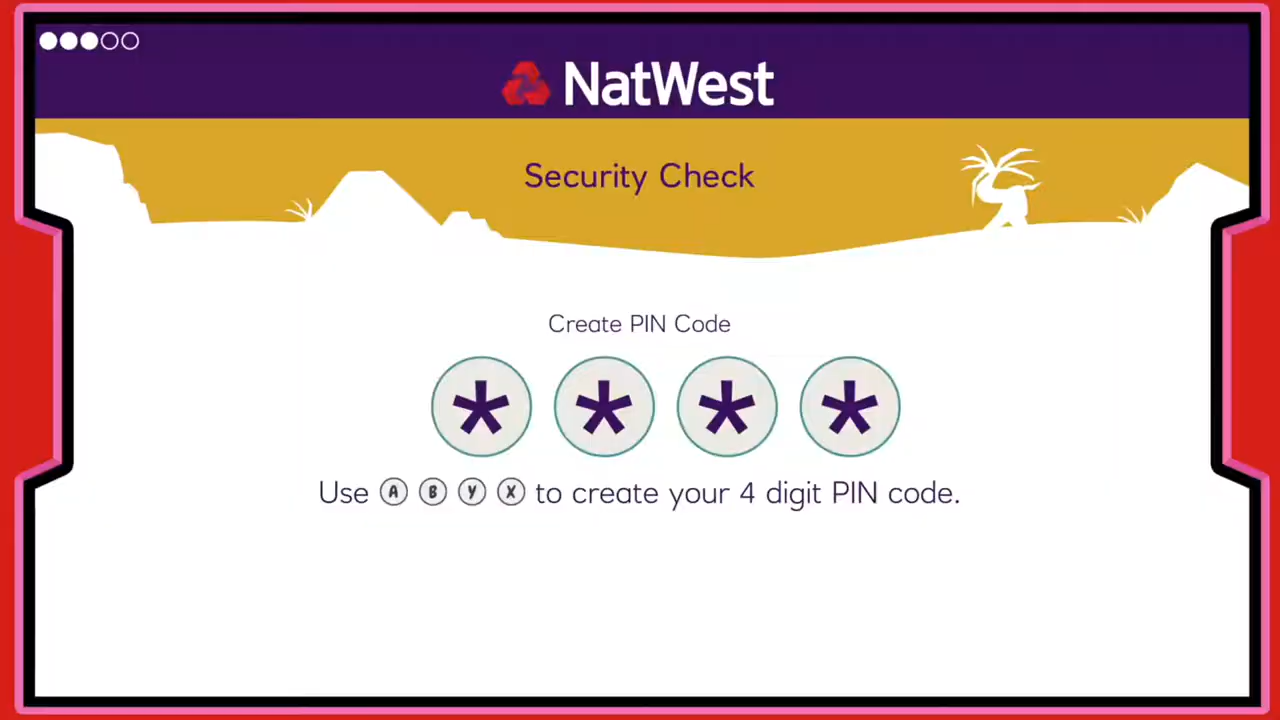 NatWest
Security Check
Create PIN Code
* * * *
Use A B Y X to create your 4 digit PIN code.